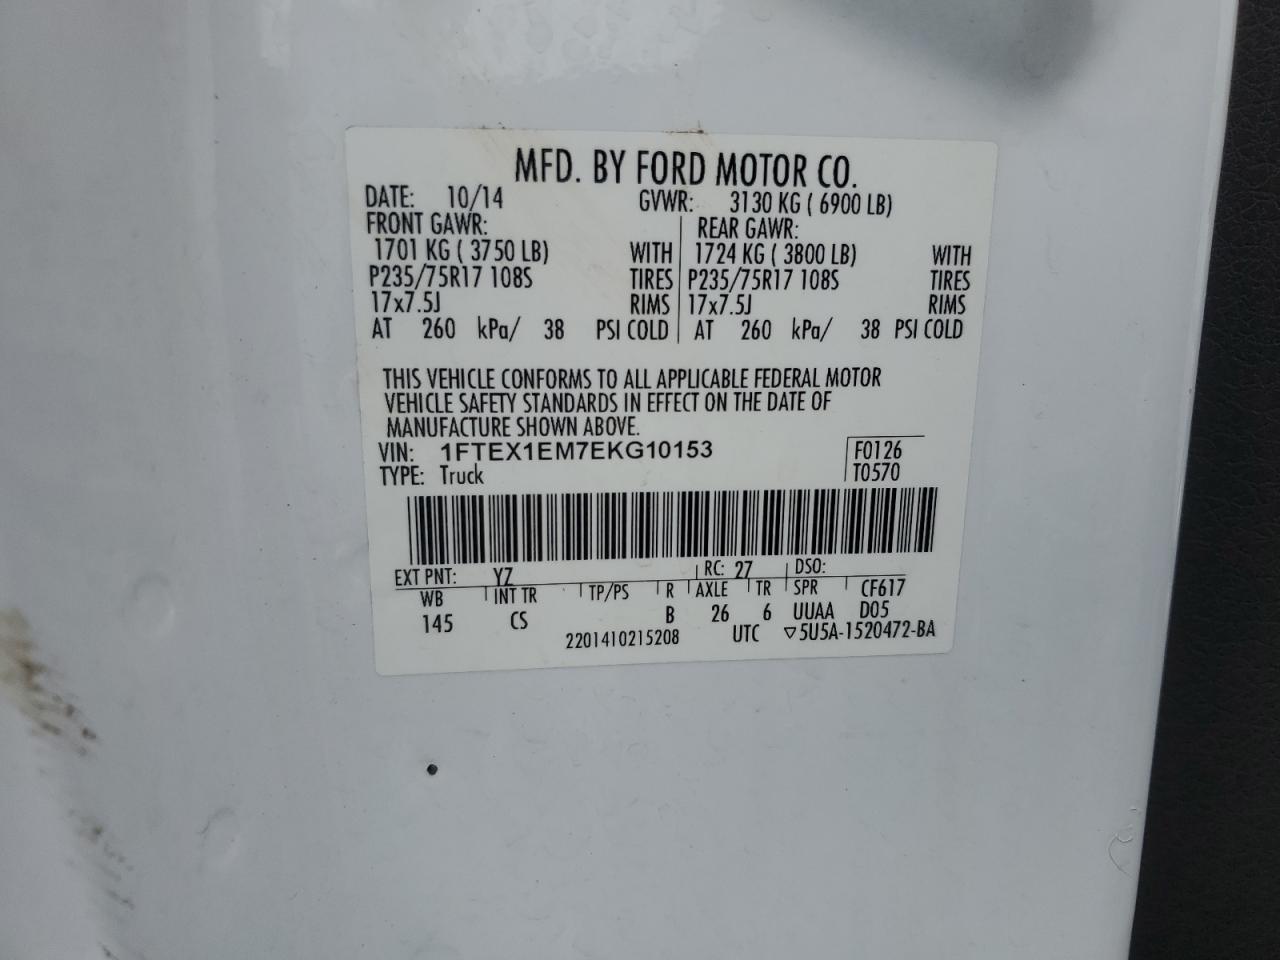 MFD. BY FORD MOTOR CO.
DATE: 10/14 GVWR: 3130 KG ( 6900 LB)
FRONT GAWR: REAR GAWR:
1701 KG ( 3750 LB) WITH 1724 KG ( 3800 LB) WITH
P235/75R17 108S TIRES P235/75R17 108S TIRES
17x7.5J RIMS 17x7.5J RIMS
AT 260 kPa/ 38 PSI COLD AT 260 kPa/ 38 PSI COLD
THIS VEHICLE CONFORMS TO ALL APPLICABLE FEDERAL MOTOR
VEHICLE SAFETY STANDARDS IN EFFECT ON THE DATE OF
MANUFACTURE SHOWN ABOVE.
VIN: 1FTEX1EM7EKG10153 F0126
TYPE: Truck T0570
EXT PNT: YZ RC: 27 DSO:
WB INT TR TP/PS R AXLE TR SPR CF617
145 CS B 26 6 UUAA D05
2201410215208 UTC ▽5U5A-1520472-BA